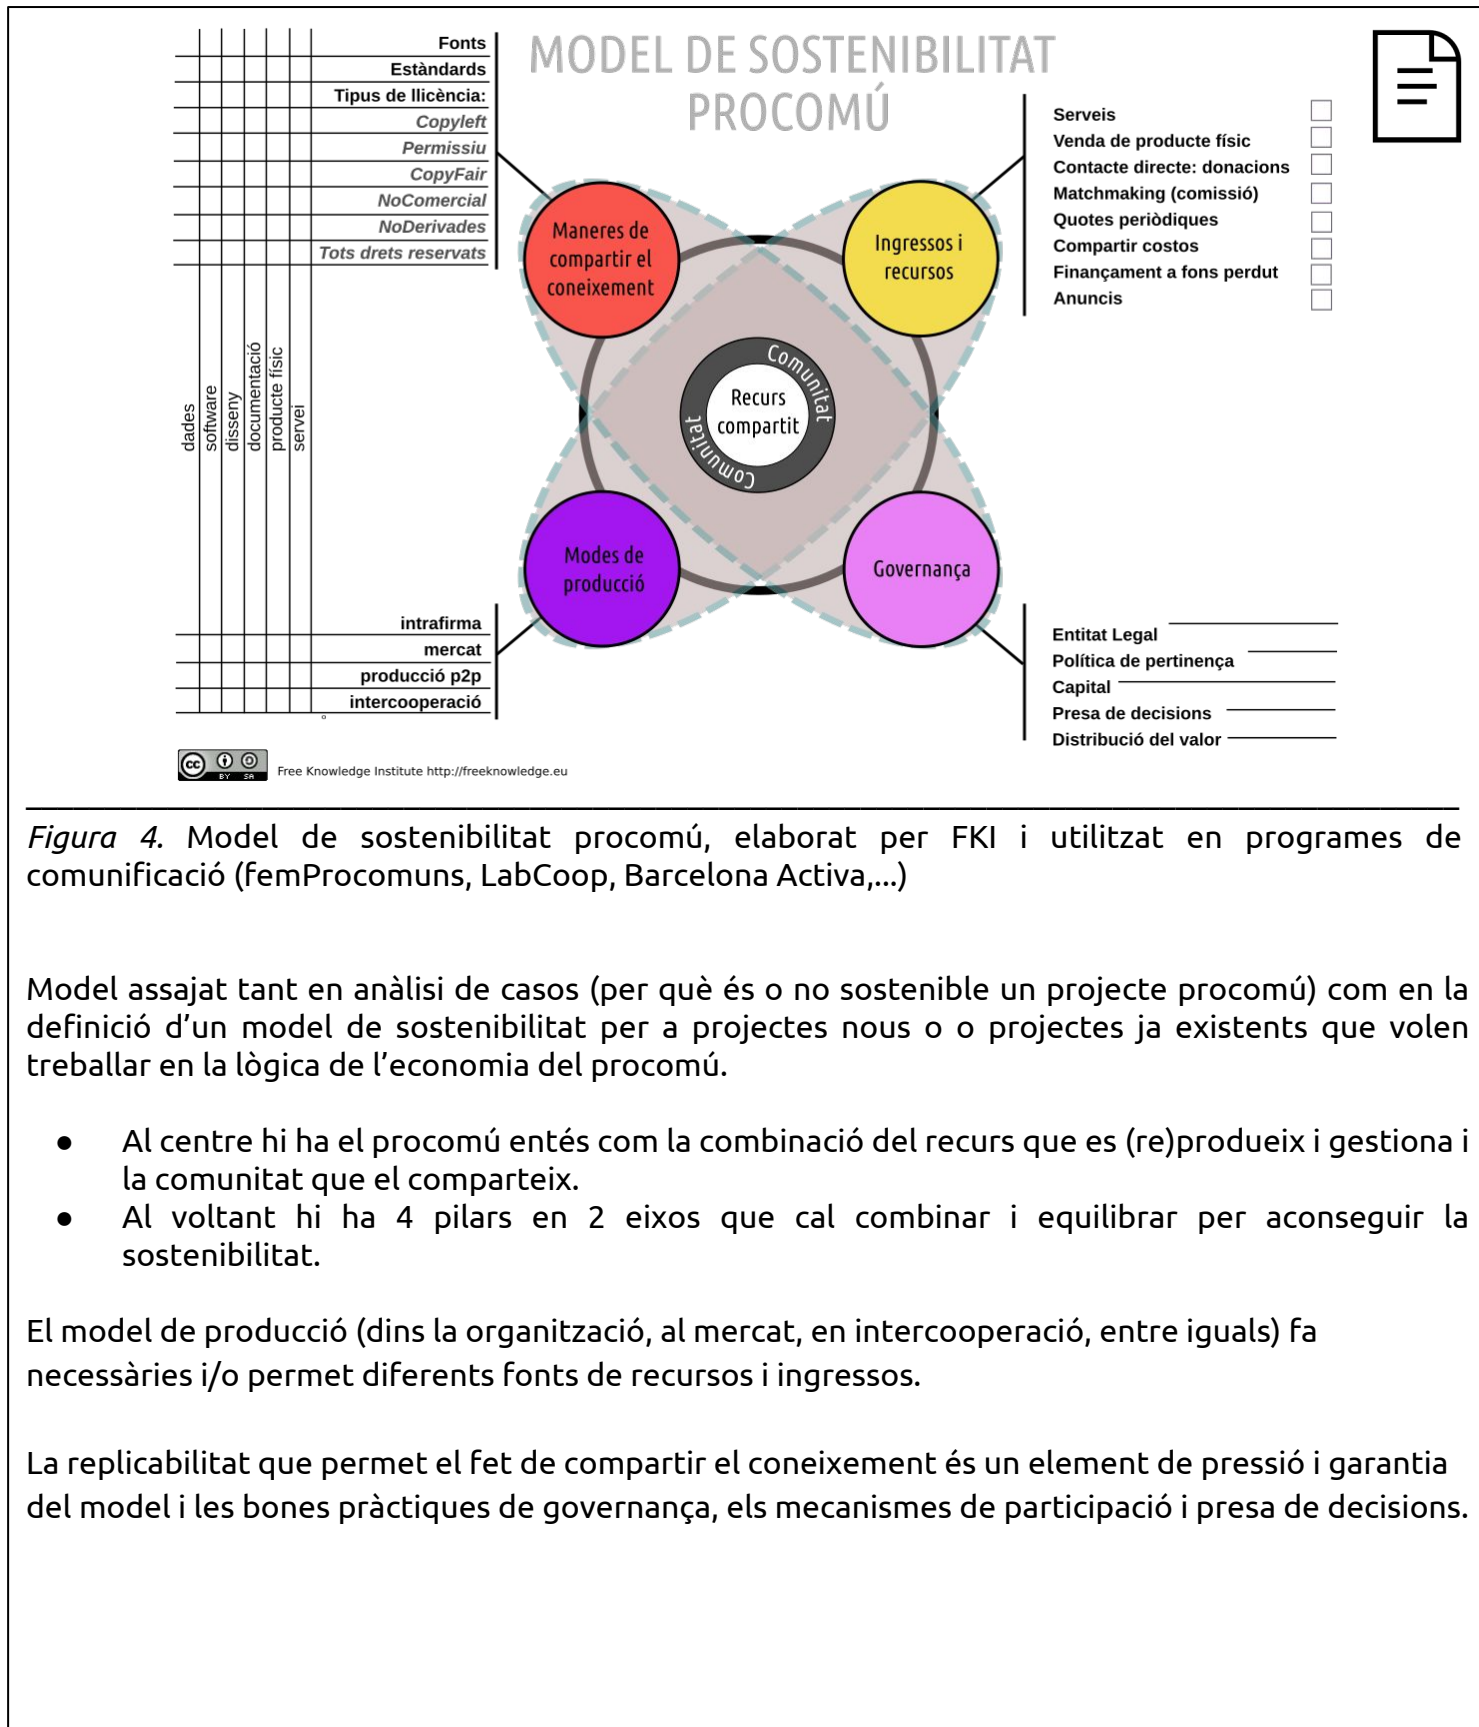 MODEL DE SOSTENIBILITAT
PROCOMÚ
Fonts
Estàndards
Tipus de llicència:
Copyleft
Permissiu
CopyFair
NoComercial
NoDerivades
Tots drets reservats
dades
software
disseny
documentació
producte físic
servei
intrafirma
mercat
producció p2p
intercooperació
Maneres de
compartir el
coneixement
Ingressos i
recursos
Comunitat
Recurs
compartit
Comunitat
Modes de
producció
Governança
Serveis
Venda de producte físic
Contacte directe: donacions
Matchmaking (comissió)
Quotes periòdiques
Compartir costos
Finançament a fons perdut
Anuncis
Entitat Legal
Política de pertinença
Capital
Presa de decisions
Distribució del valor
cc BY SA
Free Knowledge Institute http://freeknowledge.eu
Figura 4. Model de sostenibilitat procomú, elaborat per FKI i utilitzat en programes de
comunificació (femProcomuns, LabCoop, Barcelona Activa,...)
Model assajat tant en anàlisi de casos (per què és o no sostenible un projecte procomú) com en la
definició d’un model de sostenibilitat per a projectes nous o o projectes ja existents que volen
treballar en la lògica de l’economia del procomú.
● Al centre hi ha el procomú entés com la combinació del recurs que es (re)produeix i gestiona i
la comunitat que el comparteix.
● Al voltant hi ha 4 pilars en 2 eixos que cal combinar i equilibrar per aconseguir la
sostenibilitat.
El model de producció (dins la organització, al mercat, en intercooperació, entre iguals) fa
necessàries i/o permet diferents fonts de recursos i ingressos.
La replicabilitat que permet el fet de compartir el coneixement és un element de pressió i garantia
del model i les bones pràctiques de governança, els mecanismes de participació i presa de decisions.